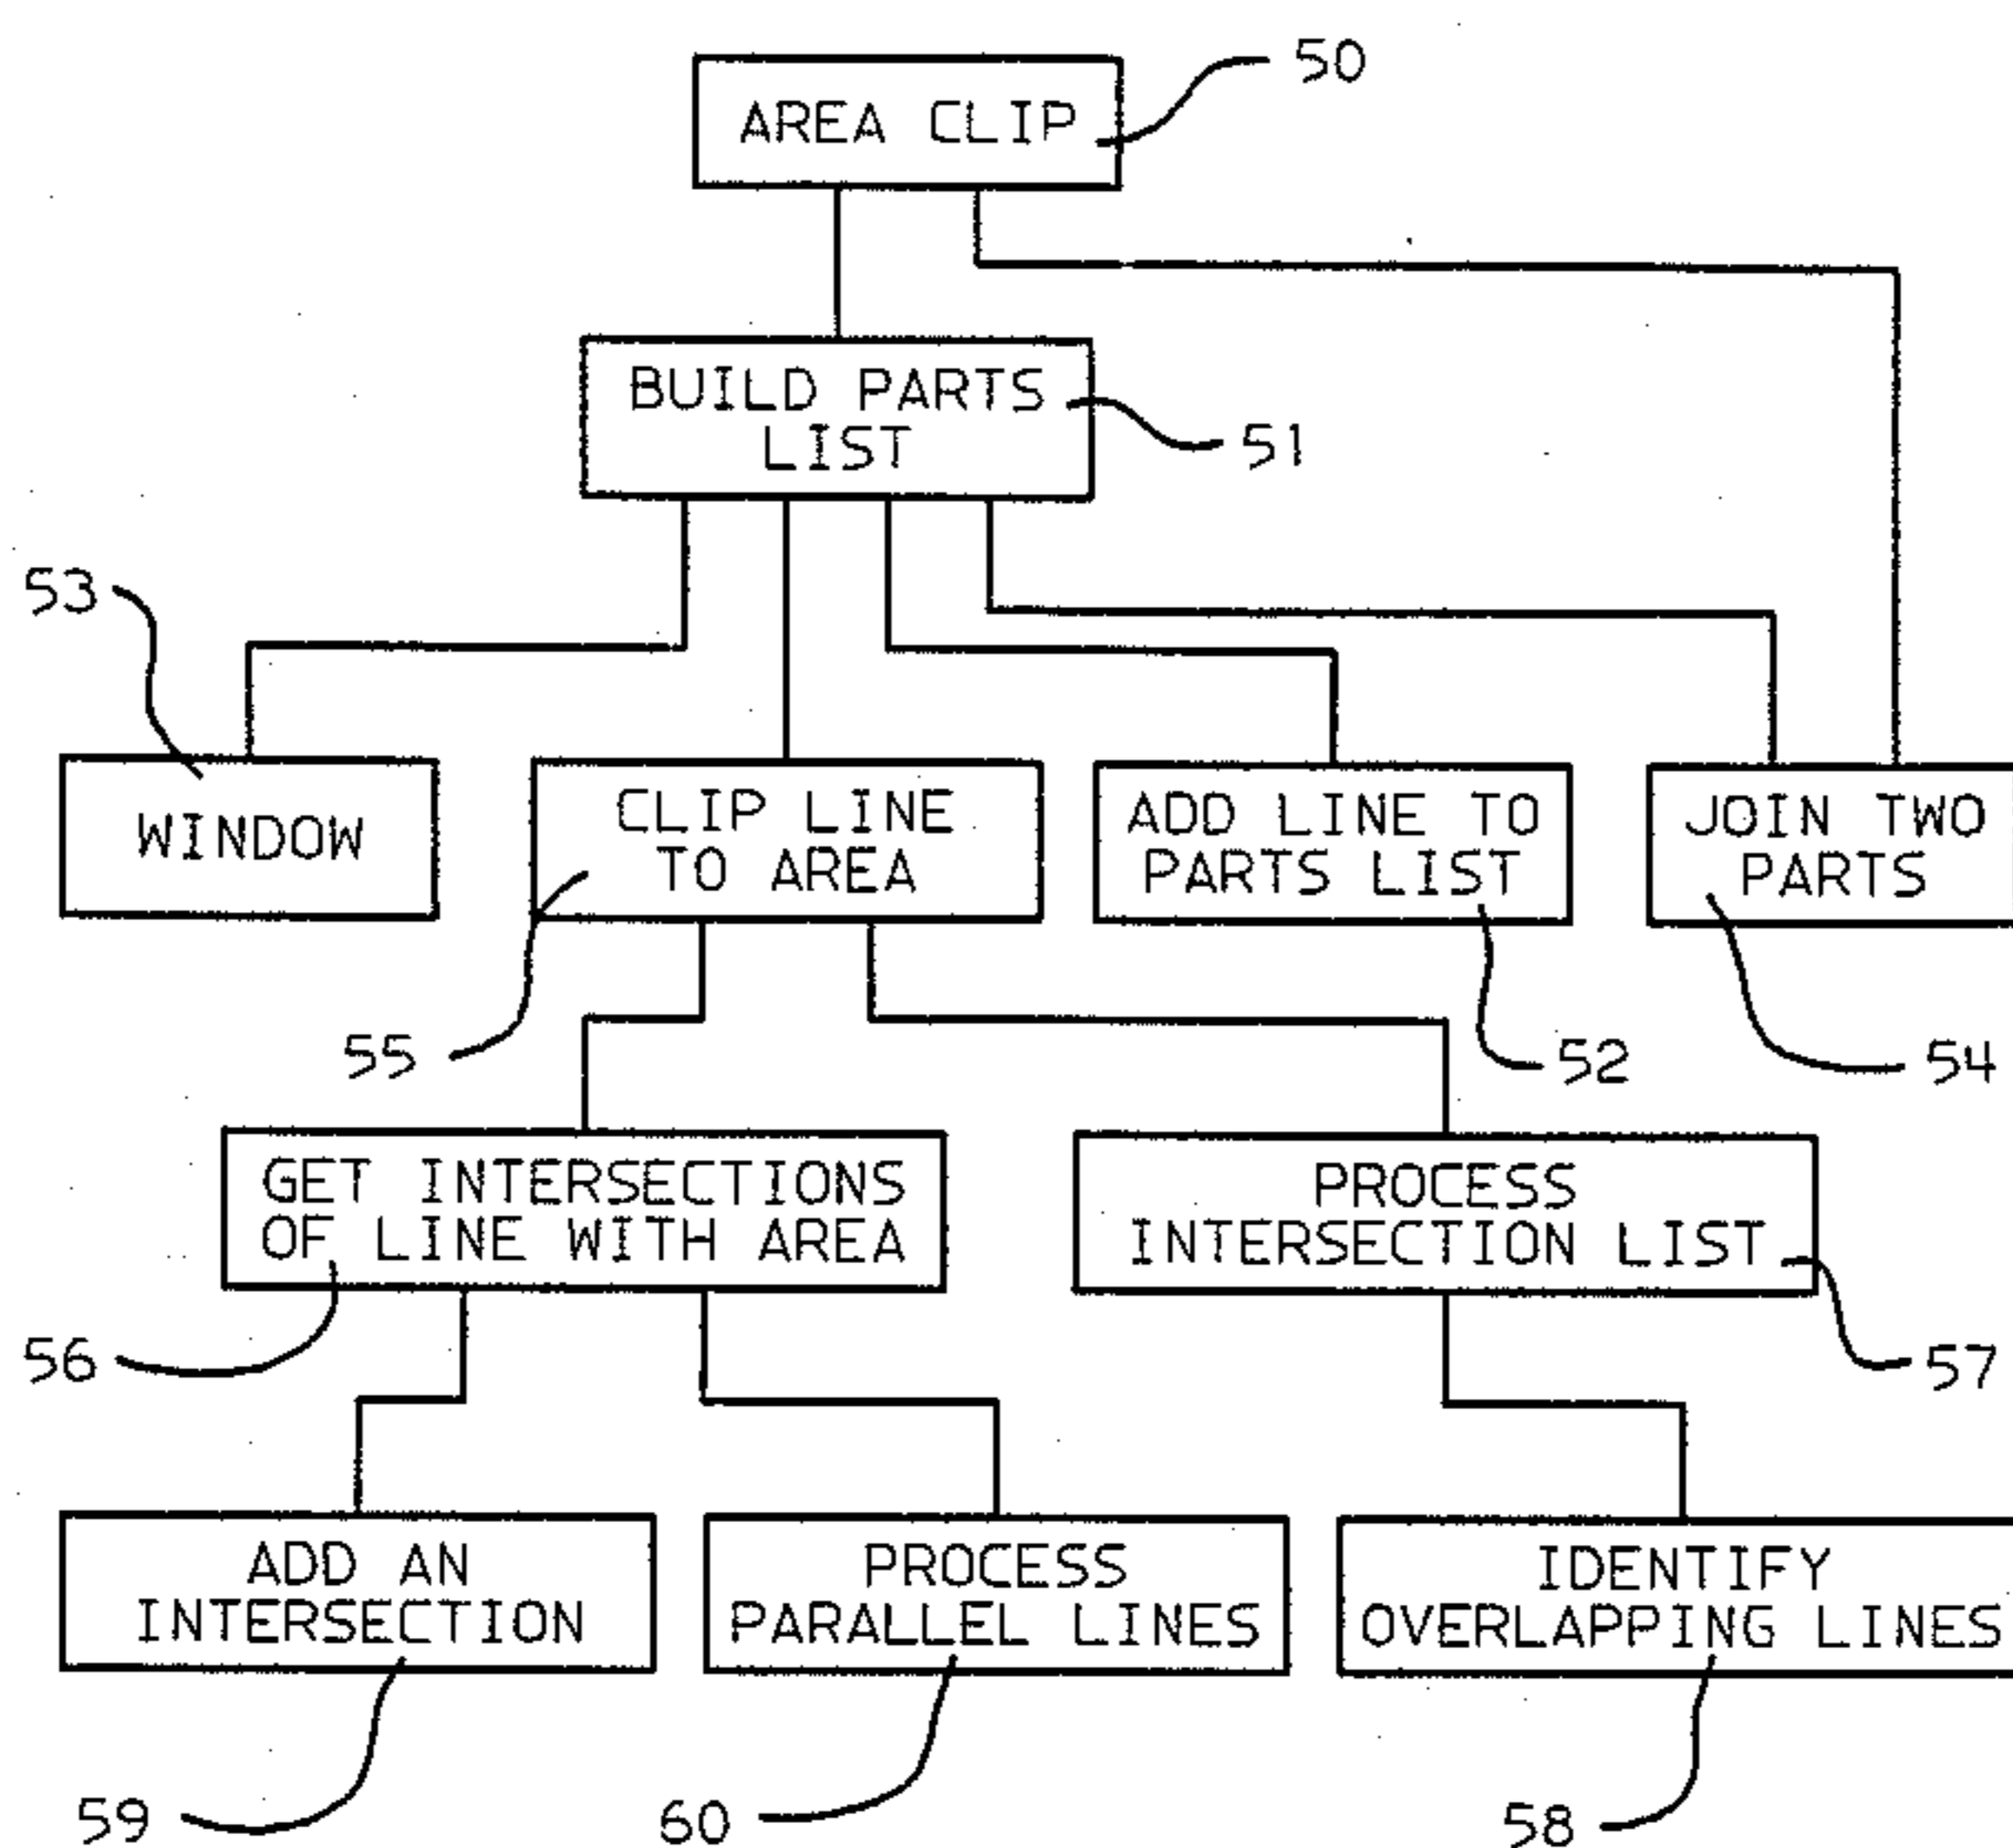 50
AREA CLIP
BUILD PARTS
LIST
51
53
WINDOW
CLIP LINE
TO AREA
ADD LINE TO
PARTS LIST
JOIN TWO
PARTS
55
52
54
GET INTERSECTIONS
OF LINE WITH AREA
PROCESS
INTERSECTION LIST
56
57
ADD AN
INTERSECTION
PROCESS
PARALLEL LINES
IDENTIFY
OVERLAPPING LINES
59
60
58